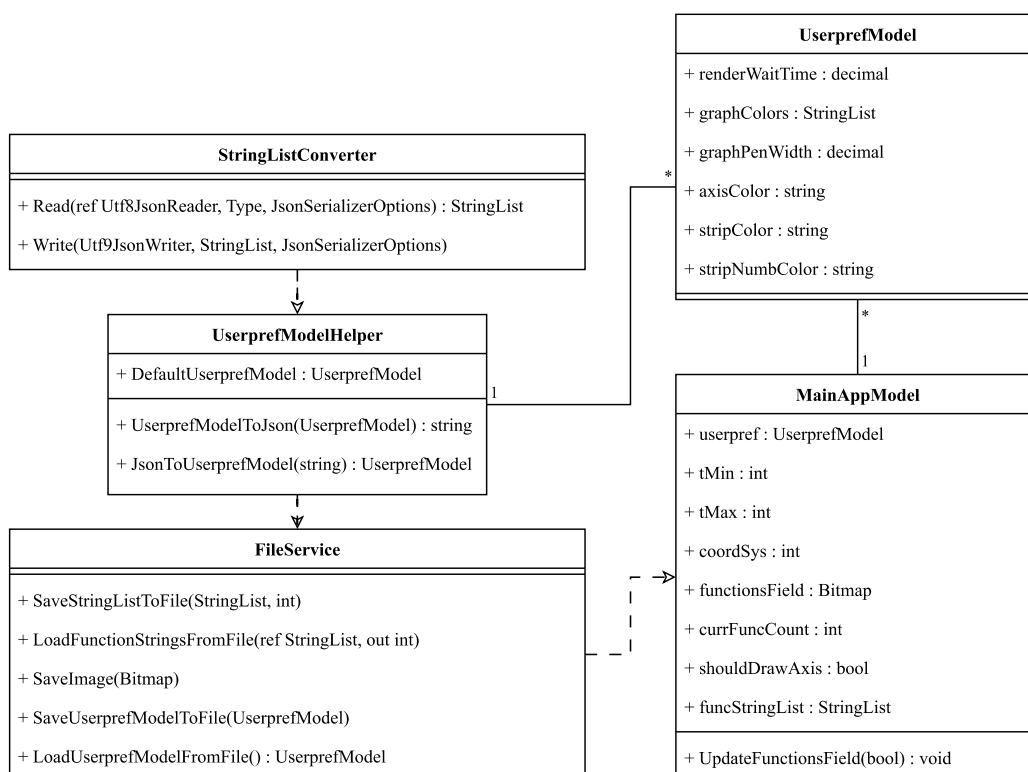 UserprefModel
+ renderWaitTime : decimal
+ graphColors : StringList
+ graphPenWidth : decimal
+ axisColor : string
+ stripColor : string
+ stripNumbColor : string
StringListConverter
+ Read(ref Utf8JsonReader, Type, JsonSerializerOptions) : StringList
+ Write(Utf9JsonWriter, StringList, JsonSerializerOptions)
*
UserprefModelHelper
+ DefaultUserprefModel : UserprefModel
+ UserprefModelToJson(UserprefModel) : string
+ JsonToUserprefModel(string) : UserprefModel
1
*
1
MainAppModel
+ userpref : UserprefModel
+ tMin : int
+ tMax : int
+ coordSys : int
+ functionsField : Bitmap
+ currFuncCount : int
+ shouldDrawAxis : bool
+ funcStringList : StringList
+ UpdateFunctionsField(bool) : void
FileService
+ SaveStringListToFile(StringList, int)
+ LoadFunctionStringsFromFile(ref StringList, out int)
+ SaveImage(Bitmap)
+ SaveUserprefModelToFile(UserprefModel)
+ LoadUserprefModelFromFile() : UserprefModel